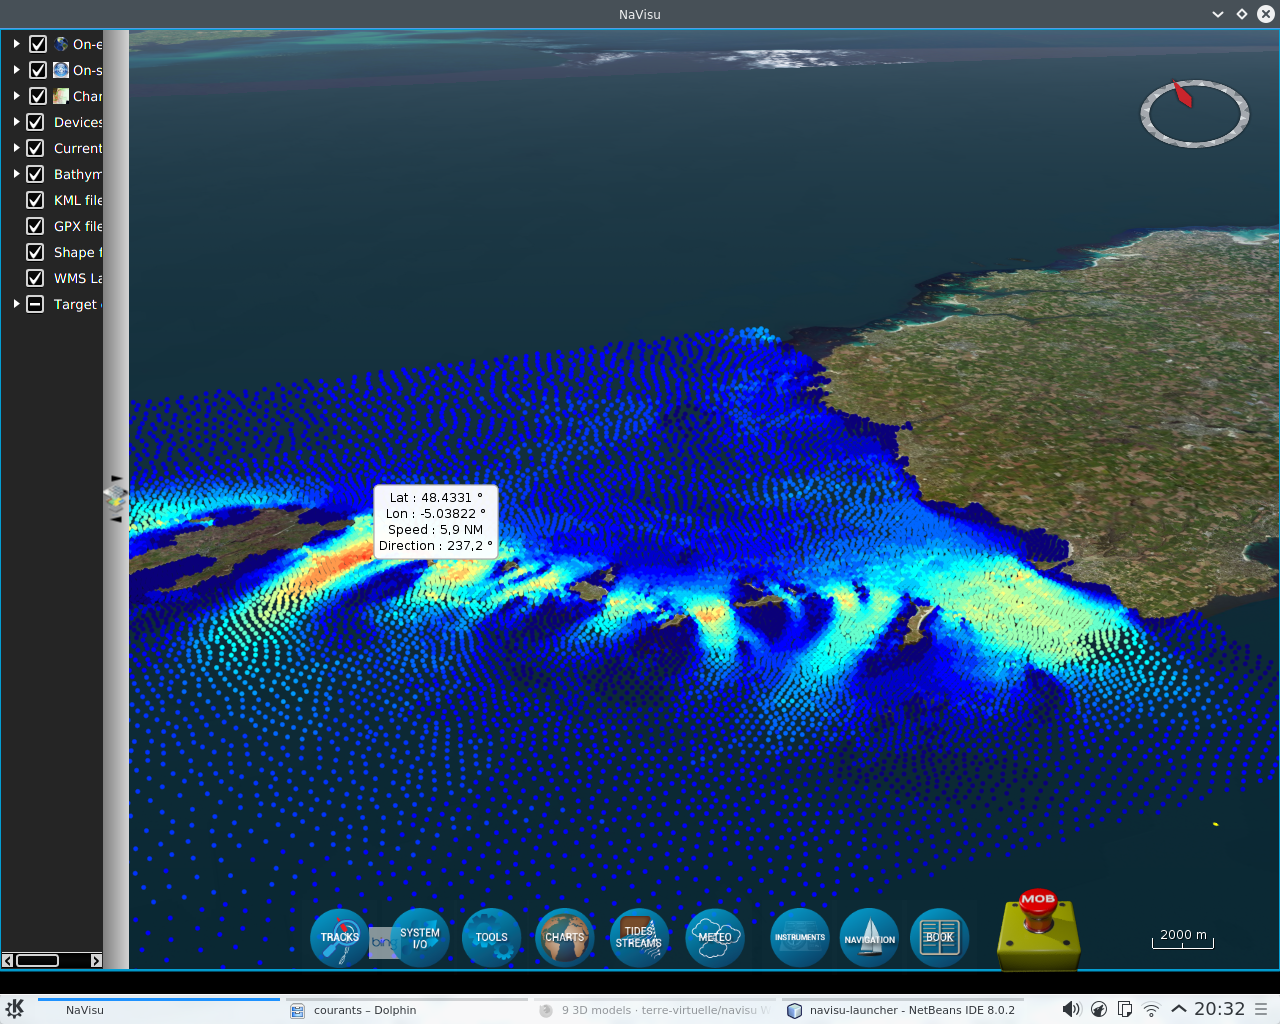 NaVisu
On-e
On-s
Char
Devices
Current
Bathym
KML file
GPX file
Shape f
WMS La
Target
Lat : 48.4331 °
Lon : -5.03822 °
Speed : 5,9 NM
Direction : 237,2 °
TRACKS
bing
SYSTEM
I/O
TOOLS
CHARTS
TIDES
STREAMS
METEO
INSTRUMENTS
NAVIGATION
BOOK
MOB
2000 m
NaVisu
courants – Dolphin
9 3D models · terre-virtuelle/navisu W
navisu-launcher - NetBeans IDE 8.0.2
20:32